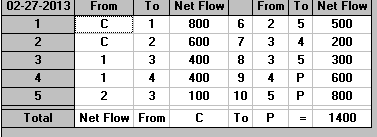 02-27-2013 From To Net Flow From To Net Flow
1 C 1 800 6 2 5 500
2 C 2 600 7 3 4 200
3 1 3 400 8 3 5 300
4 1 4 400 9 4 P 600
5 2 3 100 10 5 P 800
Total Net Flow From C To P = 1400